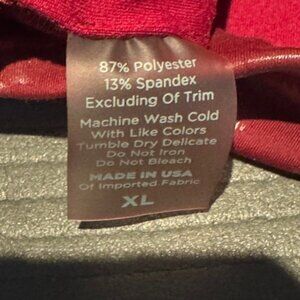 87% Polyester
13% Spandex
Excluding Of Trim
Machine Wash Cold
With Like Colors
Tumble Dry Delicate
Do Not Iron
Do Not Bleach
MADE IN USA
Of Imported Fabric
XL